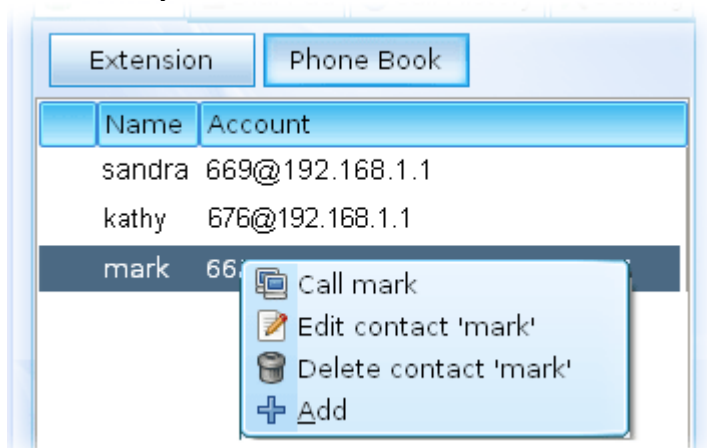 Extension Phone Book
Name Account
sandra 669@192.168.1.1
kathy 676@192.168.1.1
mark 66
Call mark
Edit contact 'mark'
Delete contact 'mark'
Add